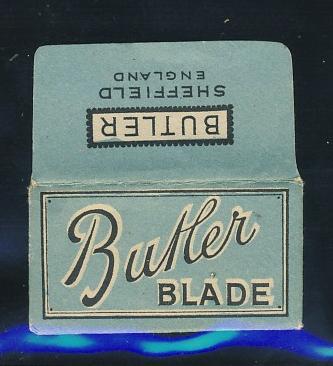 BUTLER
SHEFFIELD
ENGLAND
Butler
BLADE